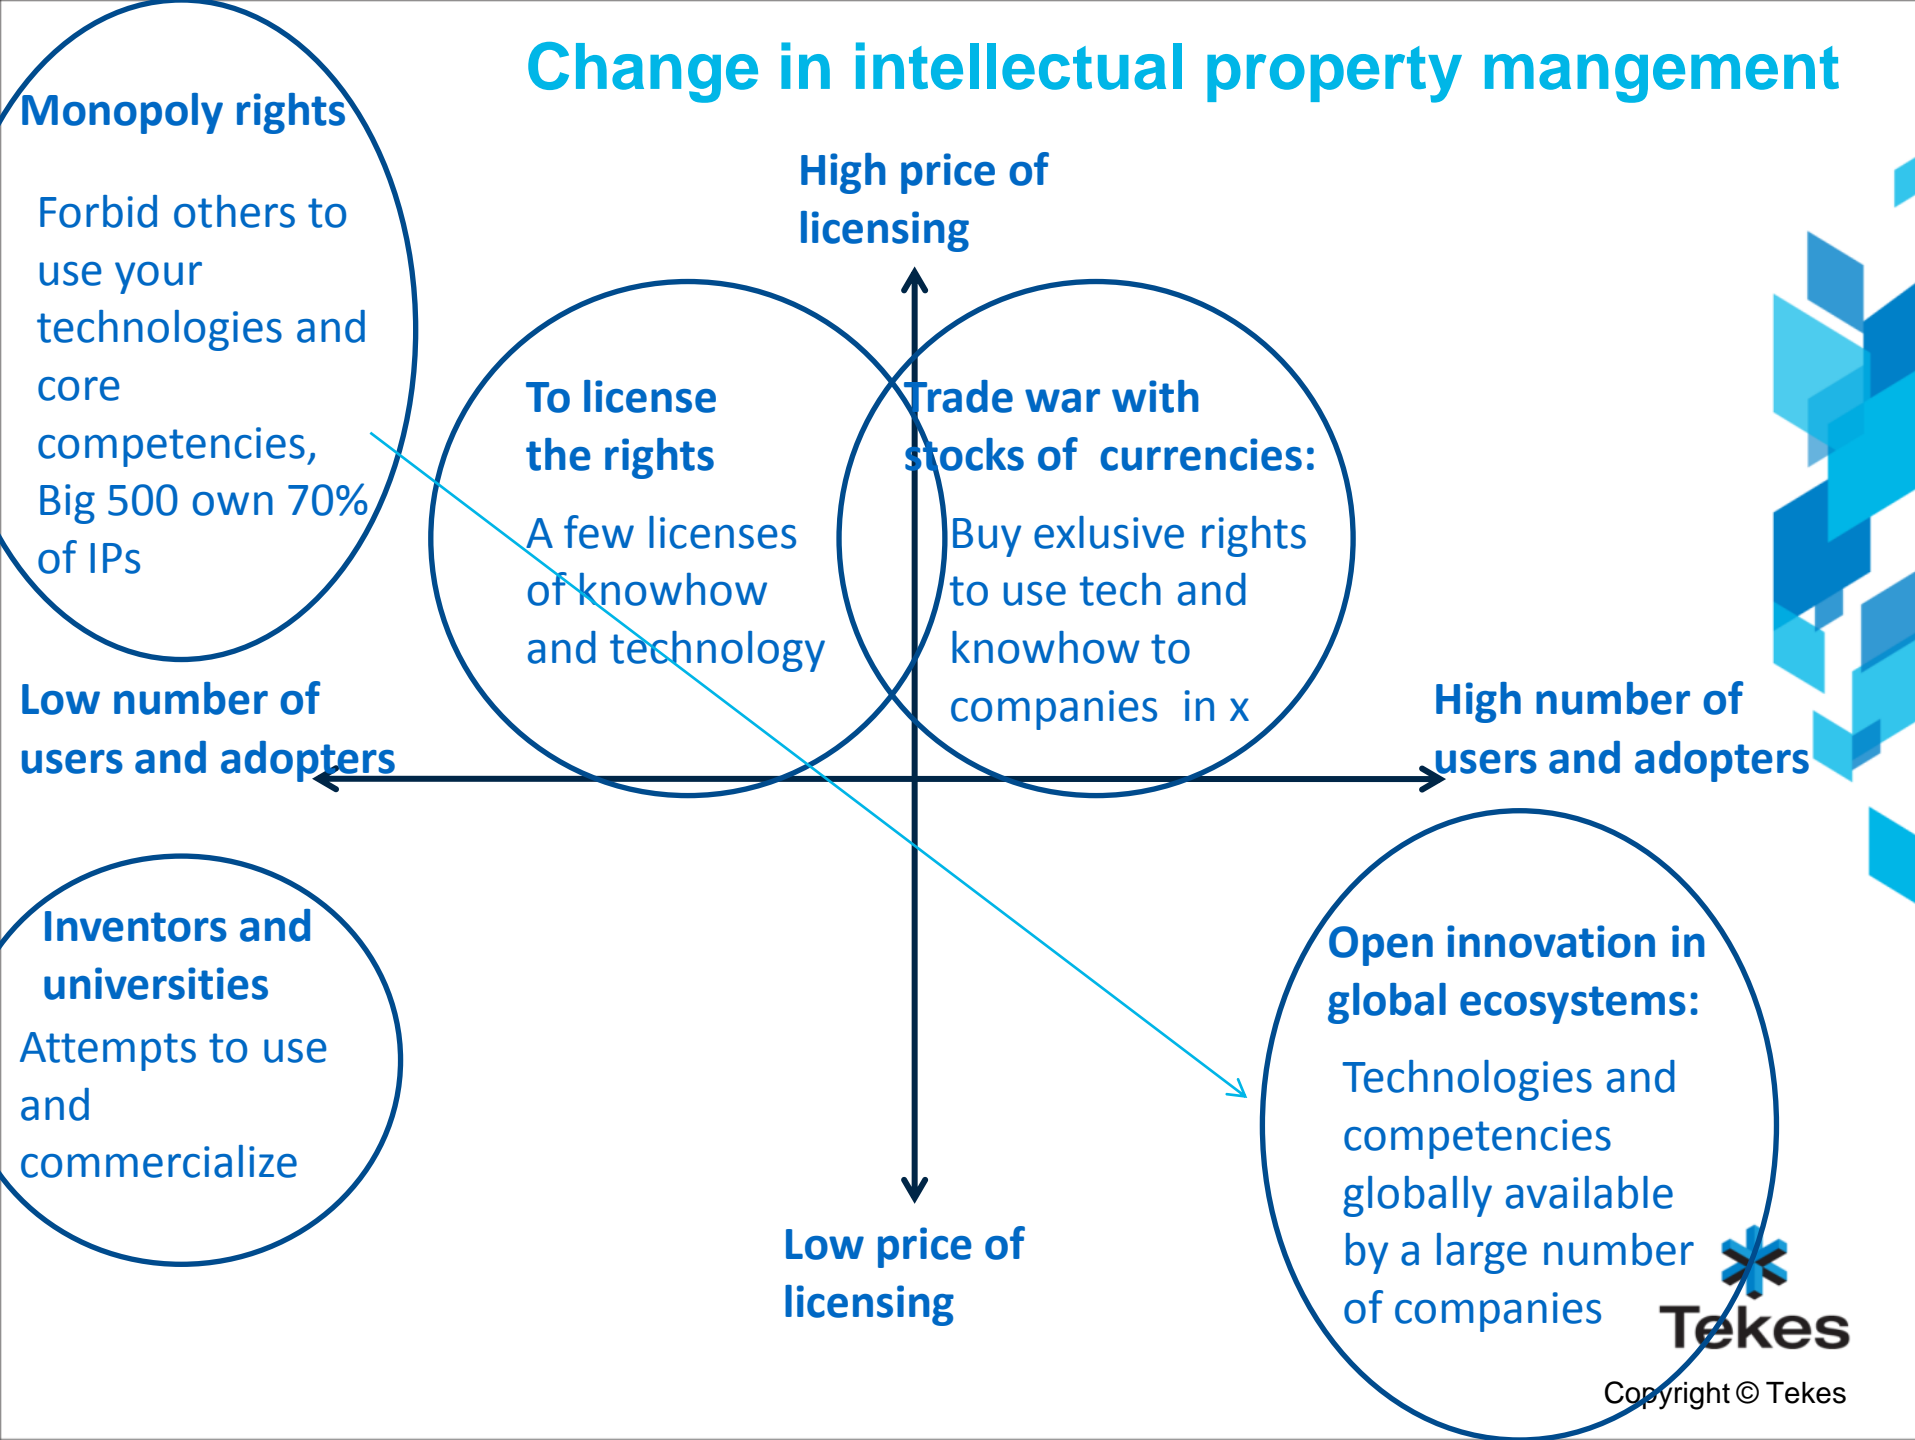 Change in intellectual property mangement
Monopoly rights
Forbid others to
use your
technologies and
core
competencies,
Big 500 own 70%
of IPs
High price of
licensing
To license
the rights
A few licenses
of knowhow
and technology
Trade war with
stocks of  currencies:
Buy exlusive rights
to use tech and
knowhow to
companies  in x
Low number of
users and adopters
High number of
users and adopters
Inventors and
universities
Attempts to use
and
commercialize
Low price of
licensing
Open innovation in
global ecosystems:
Technologies and
competencies
globally available
by a large number
of companies
Tekes
Copyright © Tekes